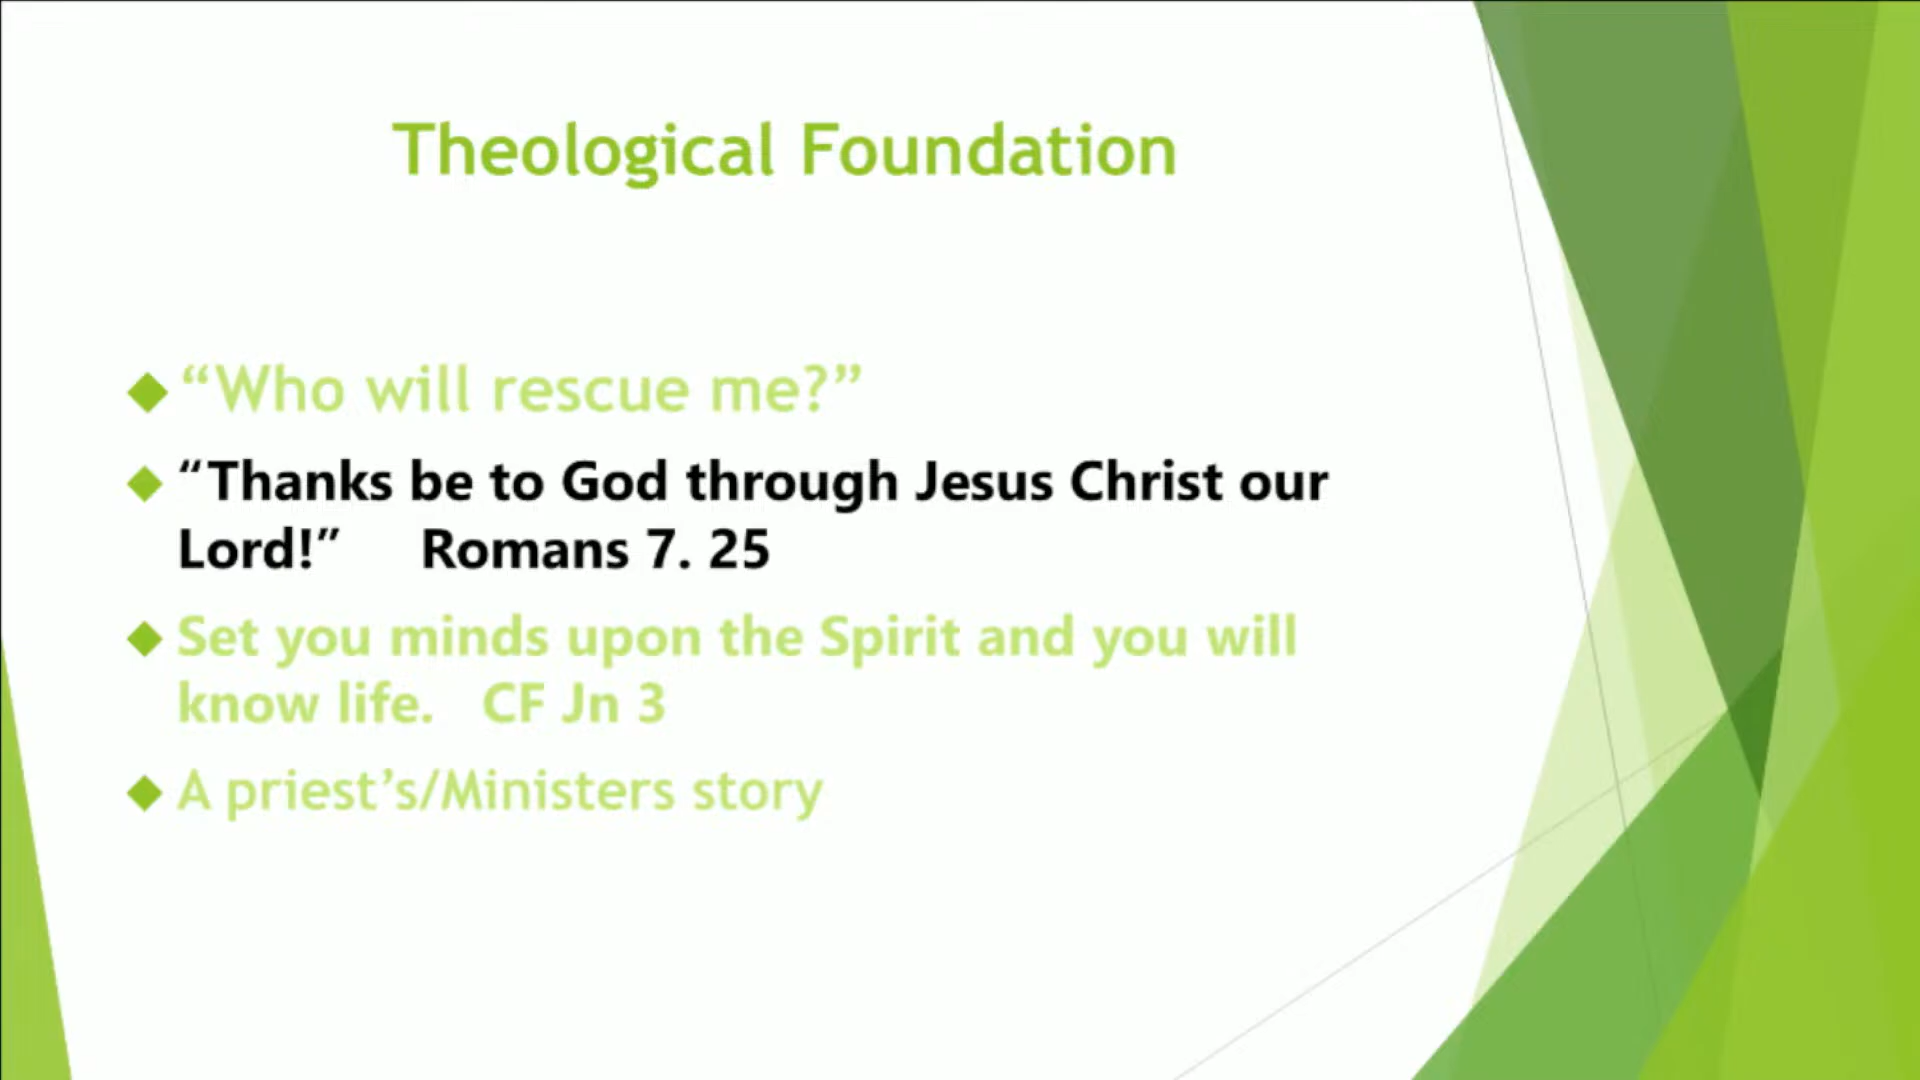 Theological Foundation
“Who will rescue me?”
“Thanks be to God through Jesus Christ our
Lord!” Romans 7. 25
Set you minds upon the Spirit and you will
know life. CF Jn 3
A priest’s/Ministers story